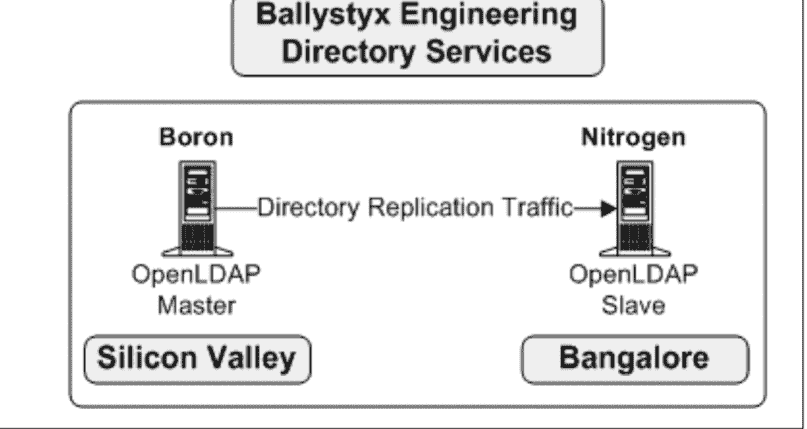 Ballystyx Engineering
Directory Services
Boron
Nitrogen
Directory Replication Traffic
OpenLDAP
Master
OpenLDAP
Slave
Silicon Valley
Bangalore